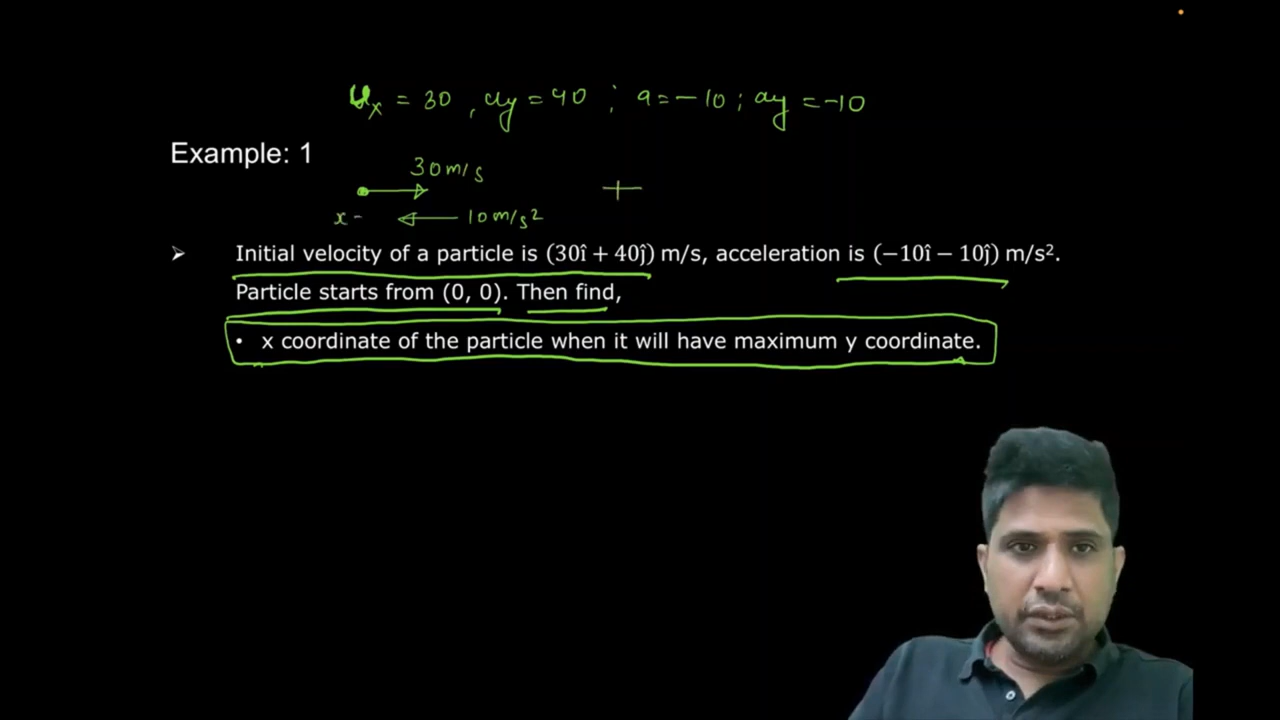 uₓ = 30 , uy = 40 ; a = -10 ; ay = -10
Example: 1
30 m/s
x -
10 m/s²
➢ Initial velocity of a particle is (30î + 40ĵ) m/s, acceleration is (−10î − 10ĵ) m/s².
Particle starts from (0, 0). Then find,
• x coordinate of the particle when it will have maximum y coordinate.